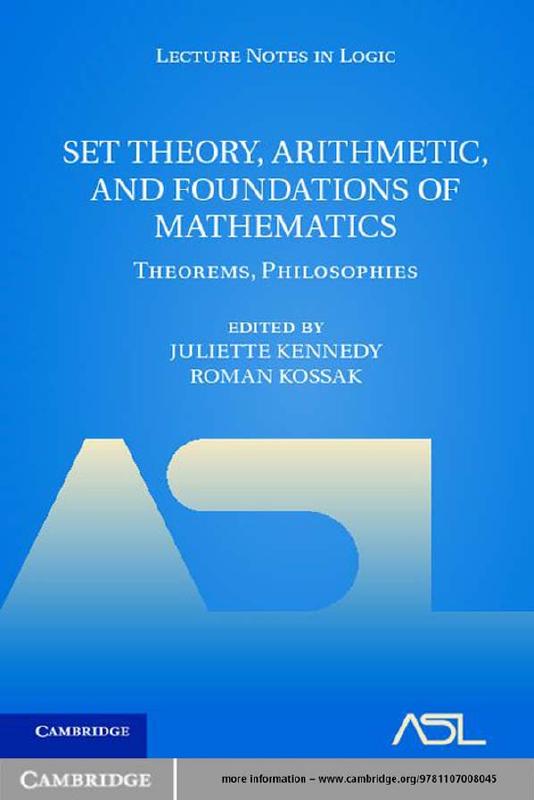 LECTURE NOTES IN LOGIC
SET THEORY, ARITHMETIC,
AND FOUNDATIONS OF
MATHEMATICS
THEOREMS, PHILOSOPHIES
EDITED BY
JULIETTE KENNEDY
ROMAN KOSSAK
ASL
CAMBRIDGE
ASL
CAMBRIDGE
more information – www.cambridge.org/9781107008045